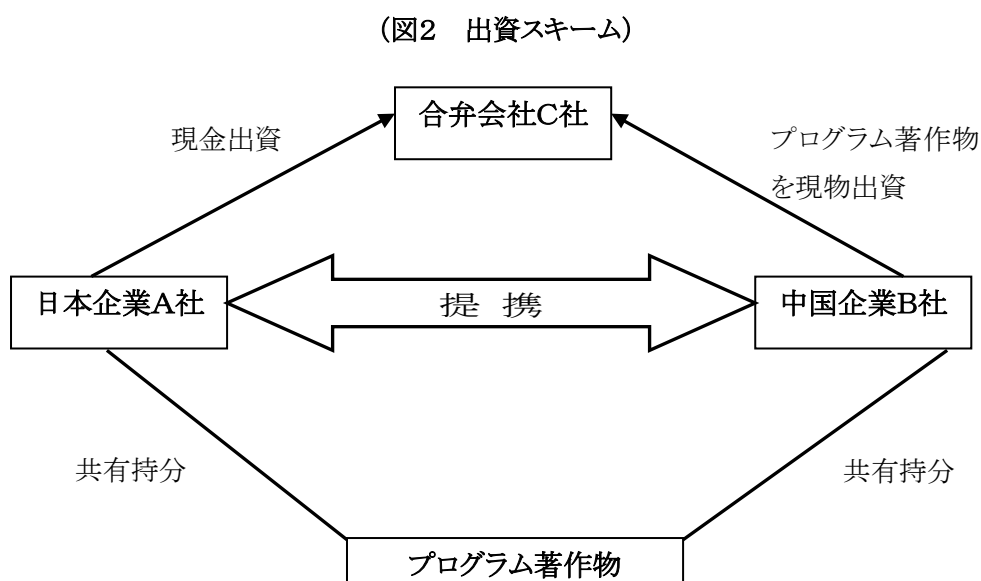 (図2 出資スキーム)
合弁会社C社
現金出資
プログラム著作物
を現物出資
日本企業A社
提 携
中国企業B社
共有持分
共有持分
プログラム著作物